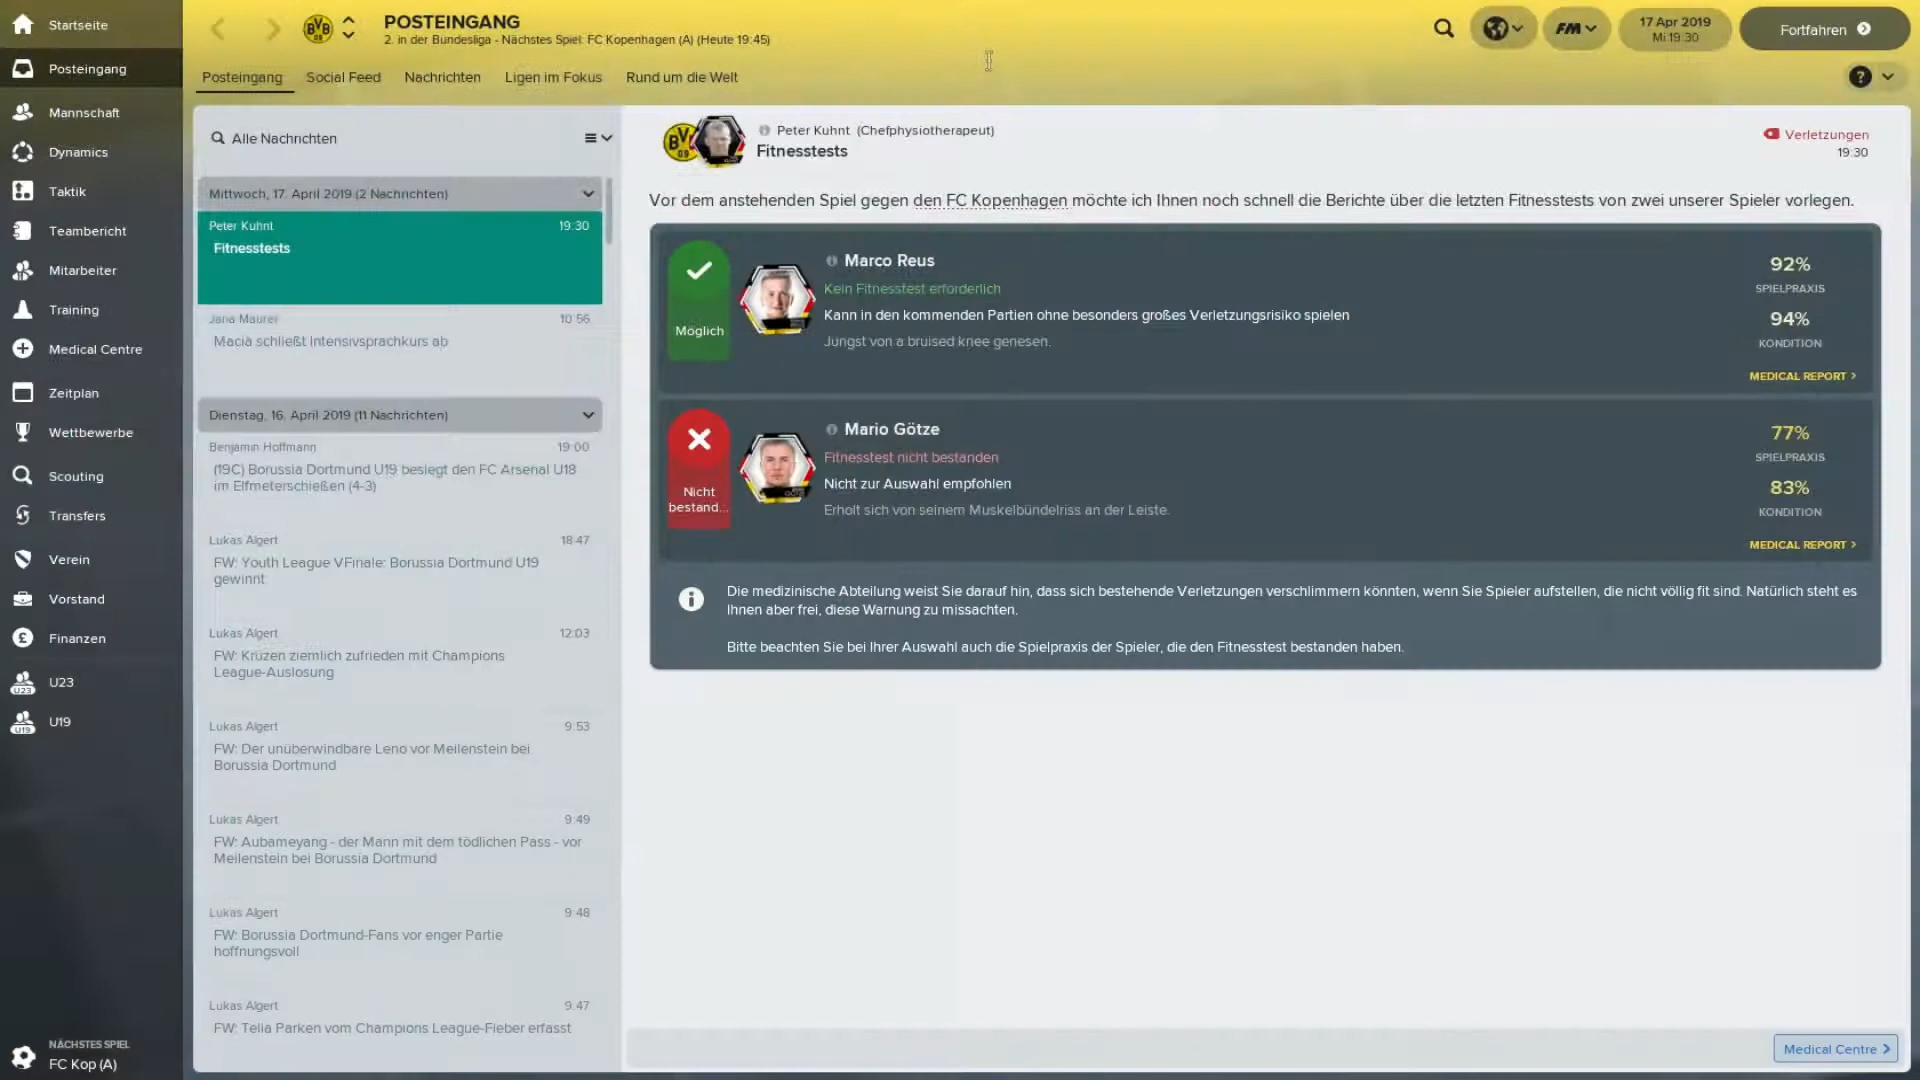 Startseite
Posteingang
Mannschaft
Dynamics
Taktik
Teambericht
Mitarbeiter
Training
Medical Centre
Zeitplan
Wettbewerbe
Scouting
Transfers
Verein
Vorstand
Finanzen
U23
U19
NÄCHSTES SPIEL
FC Kop (A)
POSTEINGANG
2. in der Bundesliga - Nächstes Spiel: FC Kopenhagen (A) (Heute 19:45)
FM
17 Apr 2019
Mi 19:30
Fortfahren
Posteingang
Social Feed
Nachrichten
Ligen im Fokus
Rund um die Welt
Alle Nachrichten
Mittwoch, 17. April 2019 (2 Nachrichten)
Peter Kuhnt 19:30
Fitnesstests
Jana Maurer 10:56
Macià schließt Intensivsprachkurs ab
Dienstag, 16. April 2019 (11 Nachrichten)
Benjamin Hoffmann 19:00
(19C) Borussia Dortmund U19 besiegt den FC Arsenal U18
im Elfmeterschießen (4-3)
Lukas Algert 18:47
FW: Youth League VFinale: Borussia Dortmund U19
gewinnt
Lukas Algert 12:03
FW: Kruzen ziemlich zufrieden mit Champions
League-Auslosung
Lukas Algert 9:53
FW: Der unüberwindbare Leno vor Meilenstein bei
Borussia Dortmund
Lukas Algert 9:49
FW: Aubameyang - der Mann mit dem tödlichen Pass - vor
Meilenstein bei Borussia Dortmund
Lukas Algert 9:48
FW: Borussia Dortmund-Fans vor enger Partie
hoffnungsvoll
Lukas Algert 9:47
FW: Telia Parken vom Champions League-Fieber erfasst
Peter Kuhnt (Chefphysiotherapeut)
Fitnesstests
Verletzungen
19:30
Vor dem anstehenden Spiel gegen den FC Kopenhagen möchte ich Ihnen noch schnell die Berichte über die letzten Fitnesstests von zwei unserer Spieler vorlegen.
Möglich
Marco Reus
Kein Fitnesstest erforderlich
Kann in den kommenden Partien ohne besonders großes Verletzungsrisiko spielen
Jüngst von a bruised knee genesen.
92%
SPIELPRAXIS
94%
KONDITION
MEDICAL REPORT >
Nicht
bestand...
Mario Götze
Fitnesstest nicht bestanden
Nicht zur Auswahl empfohlen
Erholt sich von seinem Muskelbündelriss an der Leiste.
77%
SPIELPRAXIS
83%
KONDITION
MEDICAL REPORT >
Die medizinische Abteilung weist Sie darauf hin, dass sich bestehende Verletzungen verschlimmern könnten, wenn Sie Spieler aufstellen, die nicht völlig fit sind. Natürlich steht es
Ihnen aber frei, diese Warnung zu missachten.
Bitte beachten Sie bei Ihrer Auswahl auch die Spielpraxis der Spieler, die den Fitnesstest bestanden haben.
Medical Centre >